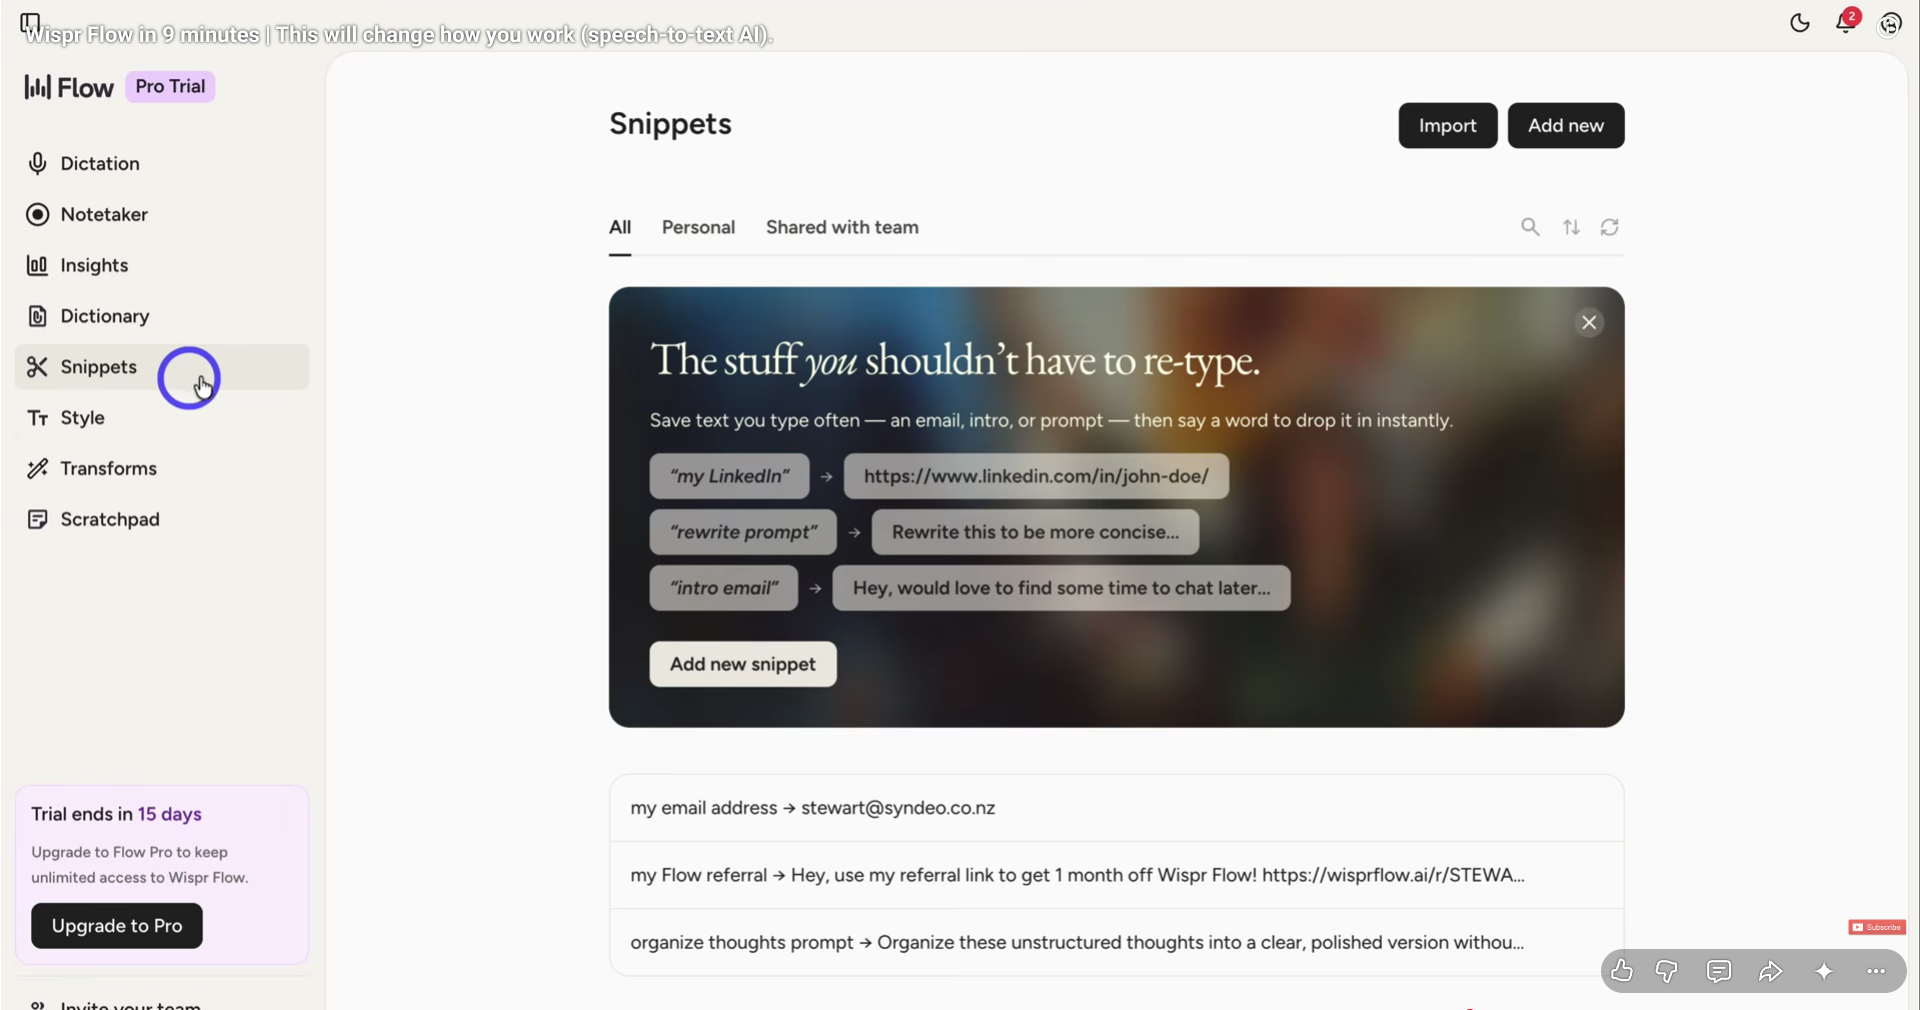 Wispr Flow in 9 minutes | This will change how you work (speech-to-text AI).
2
Flow Pro Trial
Dictation
Notetaker
Insights
Dictionary
Snippets
Style
Transforms
Scratchpad
Trial ends in 15 days
Upgrade to Flow Pro to keep
unlimited access to Wispr Flow.
Upgrade to Pro
Invite your team
Snippets
Import
Add new
All Personal Shared with team
The stuff you shouldn’t have to re-type.
Save text you type often — an email, intro, or prompt — then say a word to drop it in instantly.
“my LinkedIn” → https://www.linkedin.com/in/john-doe/
“rewrite prompt” → Rewrite this to be more concise...
“intro email” → Hey, would love to find some time to chat later...
Add new snippet
my email address → stewart@syndeo.co.nz
my Flow referral → Hey, use my referral link to get 1 month off Wispr Flow! https://wisprflow.ai/r/STEWA...
organize thoughts prompt → Organize these unstructured thoughts into a clear, polished version withou...
Subscribe